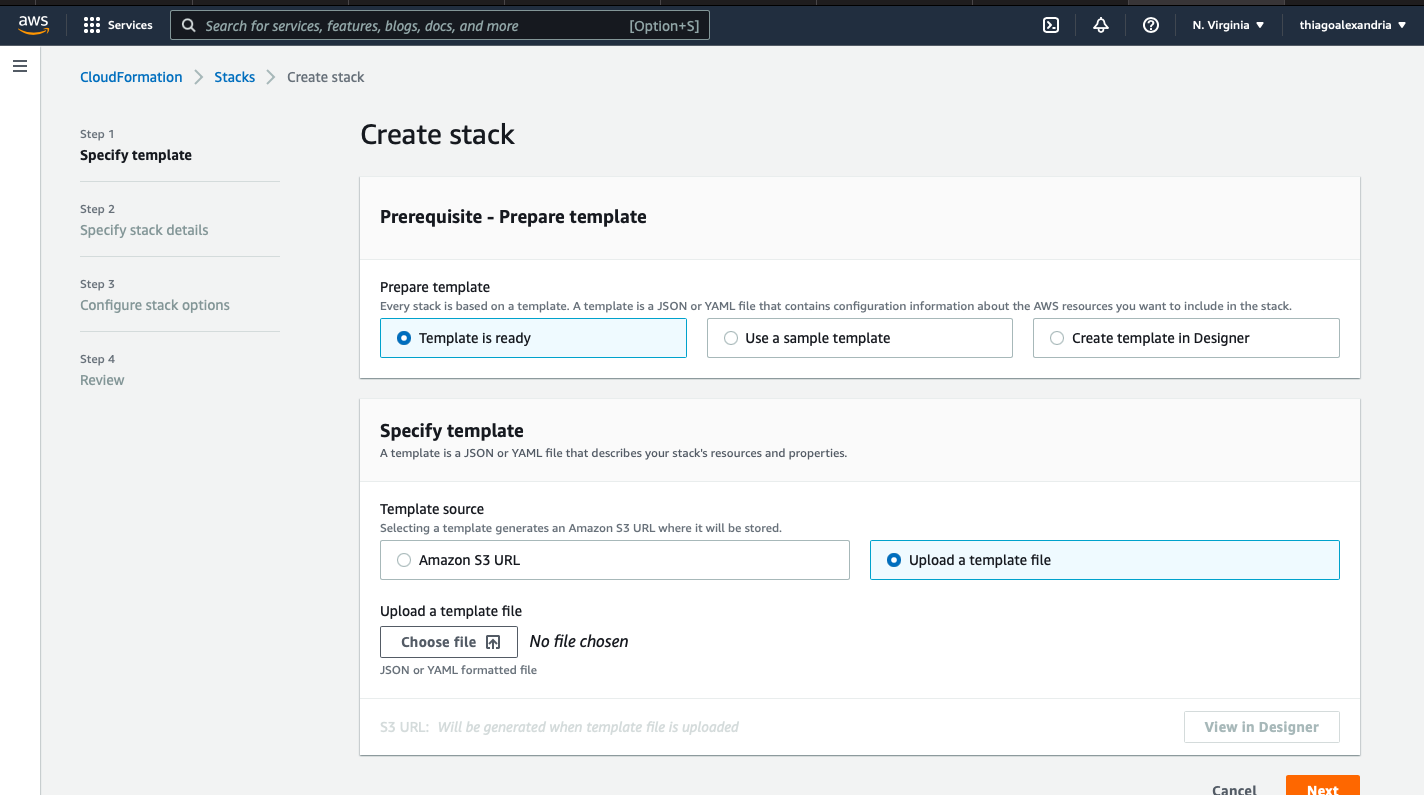 aws
Services
Search for services, features, blogs, docs, and more
[Option+S]
N. Virginia
thiagoalexandria
CloudFormation
Stacks
Create stack
Step 1
Specify template
Step 2
Specify stack details
Step 3
Configure stack options
Step 4
Review
Create stack
Prerequisite - Prepare template
Prepare template
Every stack is based on a template. A template is a JSON or YAML file that contains configuration information about the AWS resources you want to include in the stack.
Template is ready
Use a sample template
Create template in Designer
Specify template
A template is a JSON or YAML file that describes your stack's resources and properties.
Template source
Selecting a template generates an Amazon S3 URL where it will be stored.
Amazon S3 URL
Upload a template file
Upload a template file
Choose file
No file chosen
JSON or YAML formatted file
S3 URL: Will be generated when template file is uploaded
View in Designer
Cancel
Next